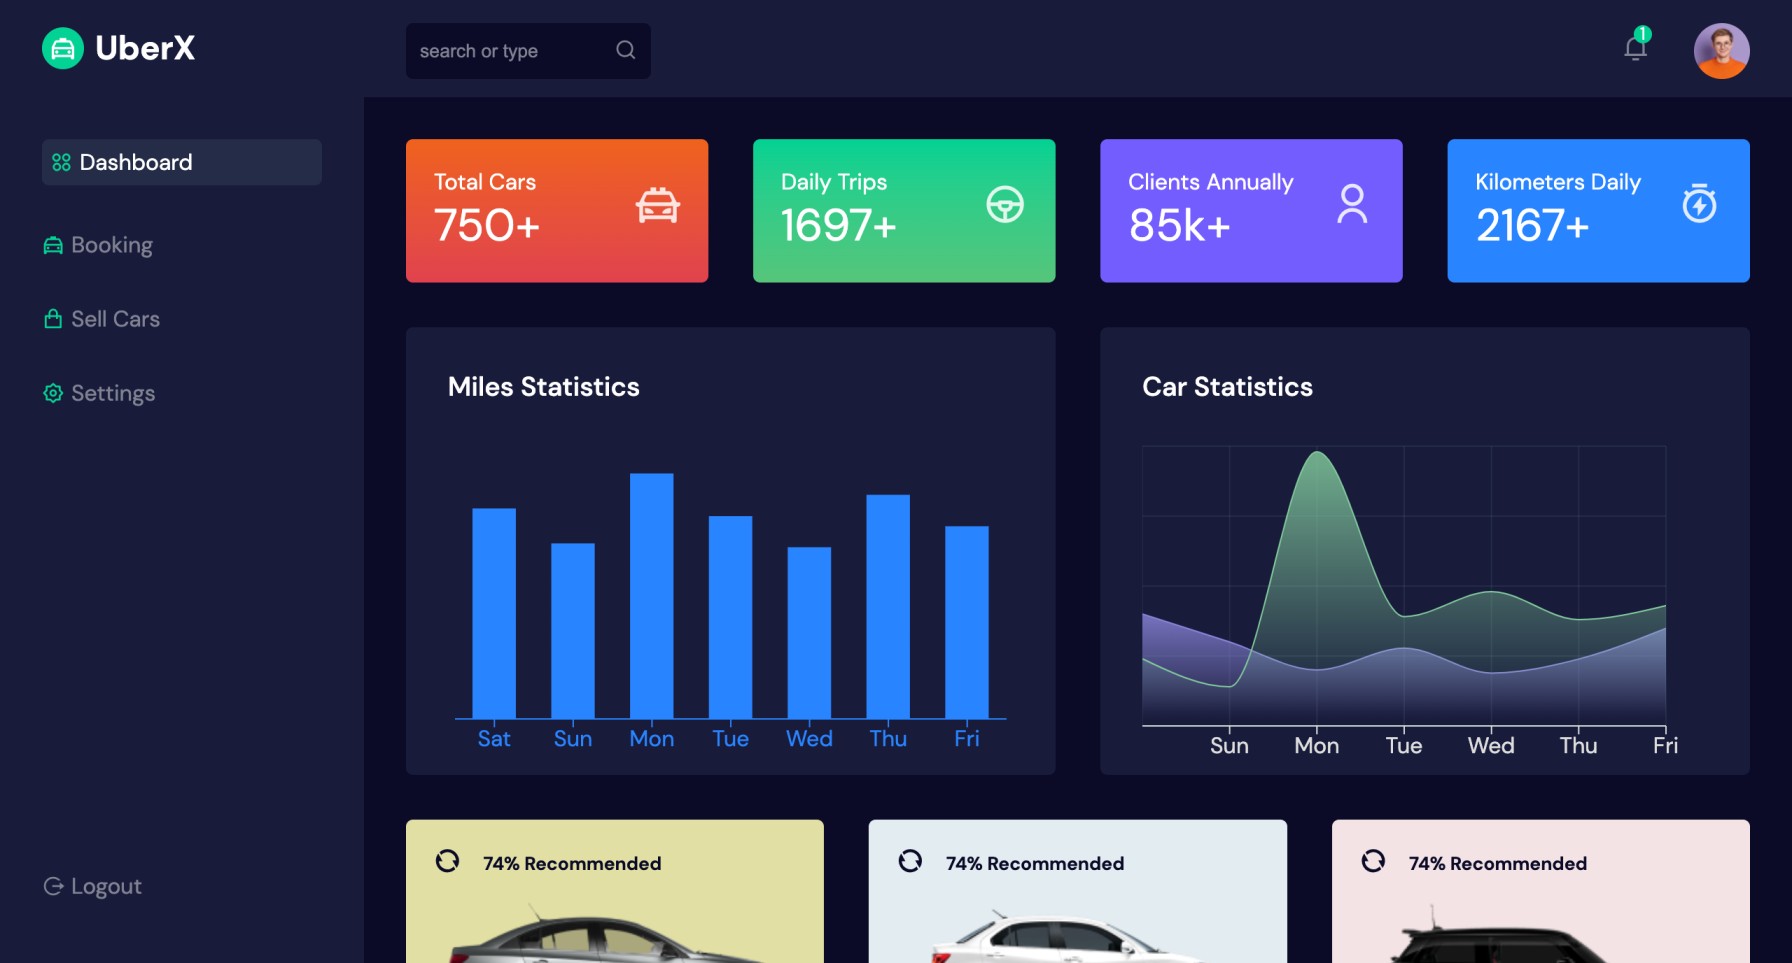 UberX
search or type
1
Dashboard
Booking
Sell Cars
Settings
Logout
Total Cars
750+
Daily Trips
1697+
Clients Annually
85k+
Kilometers Daily
2167+
Miles Statistics
Sat Sun Mon Tue Wed Thu Fri
Car Statistics
Sun Mon Tue Wed Thu Fri
74% Recommended
74% Recommended
74% Recommended